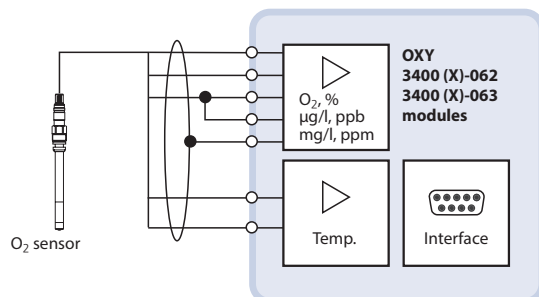 OXY
3400 (X)-062
3400 (X)-063
modules
O₂, %
µg/l, ppb
mg/l, ppm
Temp.
Interface
O₂ sensor